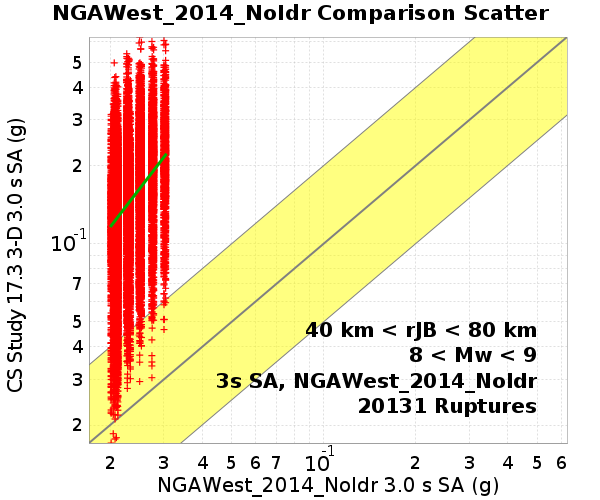 NGAWest_2014_NoIdr Comparison Scatter
CS Study 17.3 3-D 3.0 s SA (g)
5
4
3
2
10-1
7
5
4
3
2
40 km < rJB < 80 km
8 < Mw < 9
3s SA, NGAWest_2014_NoIdr
20131 Ruptures
2 3 4 5 6 7 10-1 2 3 4 5 6
NGAWest_2014_NoIdr 3.0 s SA (g)